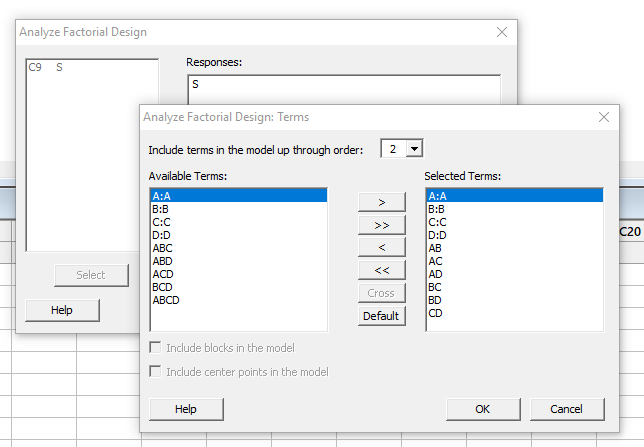 Analyze Factorial Design
C9 S
Responses:
S
Analyze Factorial Design: Terms
Include terms in the model up through order: 2
Available Terms:
A:A
B:B
C:C
D:D
ABC
ABD
ACD
BCD
ABCD
>
>>
<
<<
Cross
Default
Selected Terms:
A:A
B:B
C:C
D:D
AB
AC
AD
BC
BD
CD
Include blocks in the model
Include center points in the model
Help
OK
Cancel
Select
Help
C20